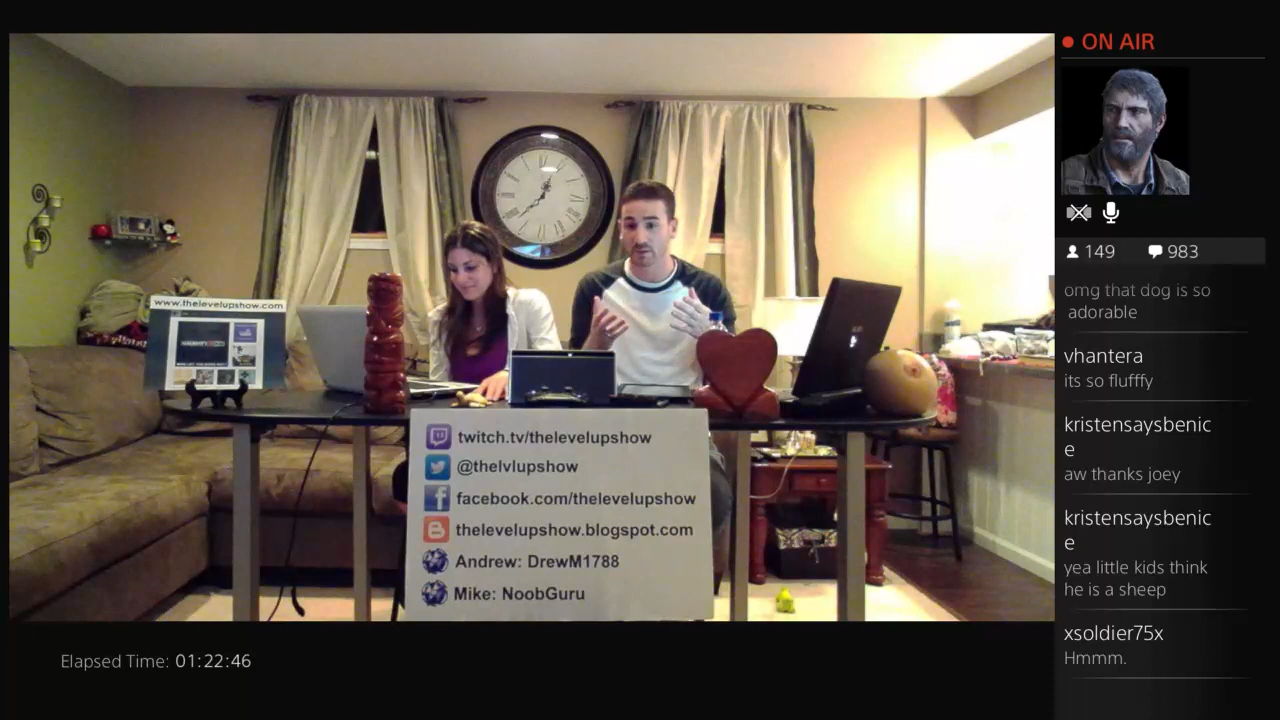 ON AIR
149 983
omg that dog is so
adorable
vhantera
its so flufffy
kristensaysbenic
e
aw thanks joey
kristensaysbenic
e
yea little kids think
he is a sheep
xsoldier75x
Hmmm.
www.thelevelupshow.com
twitch.tv/thelevelupshow
@thelvlupshow
facebook.com/thelevelupshow
thelevelupshow.blogspot.com
Andrew: DrewM1788
Mike: NoobGuru
Elapsed Time: 01:22:46